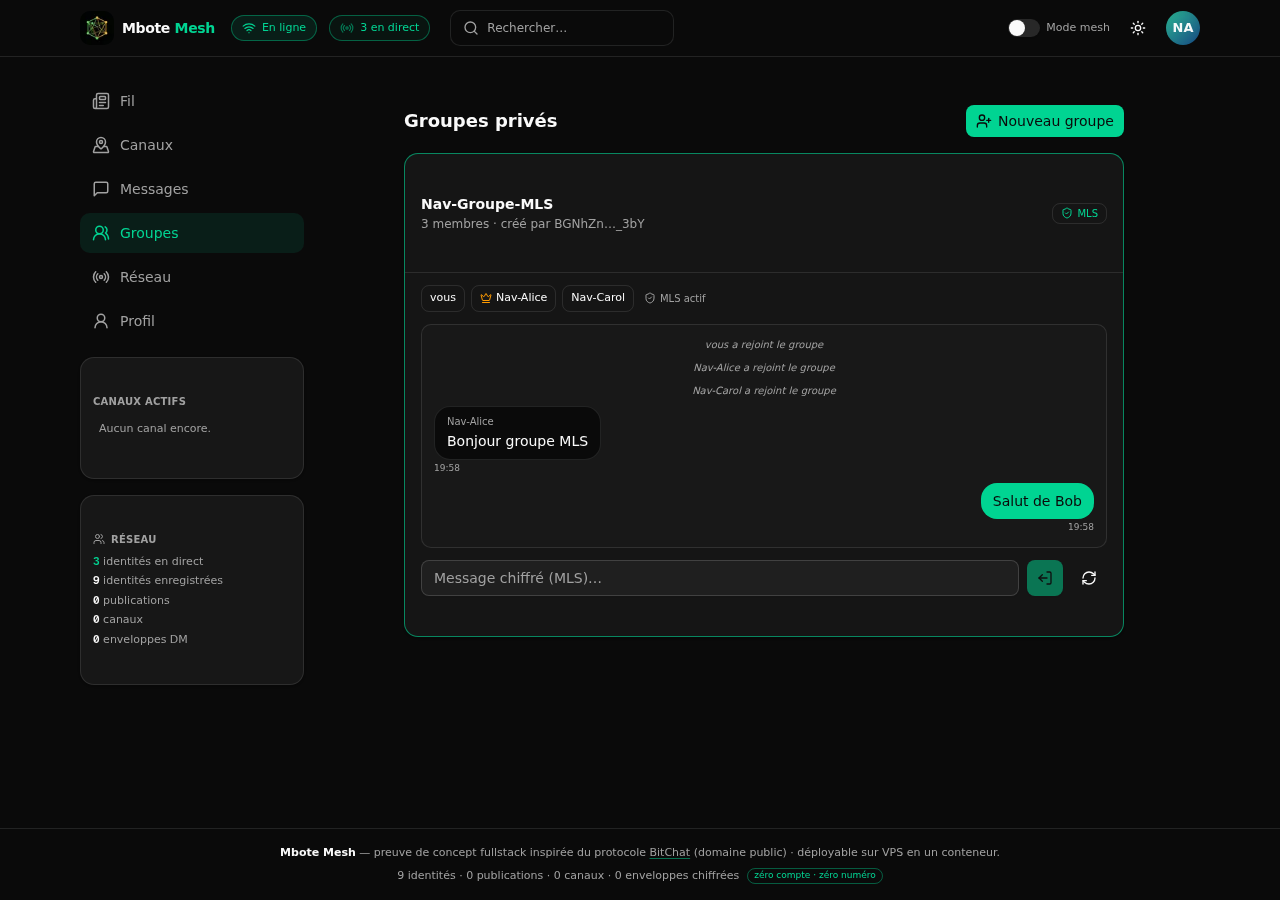 Mbote Mesh
En ligne
3 en direct
Rechercher…
Mode mesh
NA
Fil
Canaux
Messages
Groupes
Réseau
Profil
CANAUX ACTIFS
Aucun canal encore.
RÉSEAU
3 identités en direct
9 identités enregistrées
0 publications
0 canaux
0 enveloppes DM
Groupes privés
Nouveau groupe
Nav-Groupe-MLS
3 membres · créé par BGNhZn…_3bY
MLS
vous
Nav-Alice
Nav-Carol
MLS actif
vous a rejoint le groupe
Nav-Alice a rejoint le groupe
Nav-Carol a rejoint le groupe
Nav-Alice
Bonjour groupe MLS
19:58
Salut de Bob
19:58
Message chiffré (MLS)…
Mbote Mesh — preuve de concept fullstack inspirée du protocole BitChat (domaine public) · déployable sur VPS en un conteneur.
9 identités · 0 publications · 0 canaux · 0 enveloppes chiffrées
zéro compte · zéro numéro